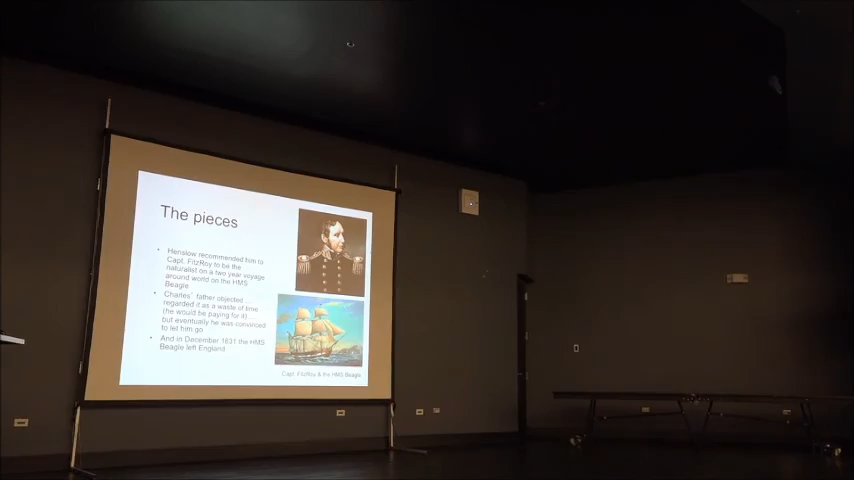 The pieces
• Henslow recommended him to
Capt. FitzRoy to be the
naturalist on a two year voyage
around world on the HMS
Beagle
• Charles' father objected…
regarded it as a waste of time
(he would be paying for it)…
but eventually he was convinced
to let him go
• And in December 1831 the HMS
Beagle left England
Capt. FitzRoy & the HMS Beagle